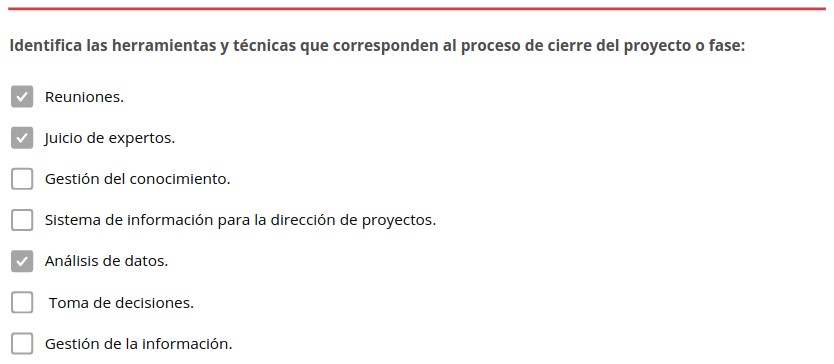 Identifica las herramientas y técnicas que corresponden al proceso de cierre del proyecto o fase:
Reuniones.
Juicio de expertos.
Gestión del conocimiento.
Sistema de información para la dirección de proyectos.
Análisis de datos.
Toma de decisiones.
Gestión de la información.